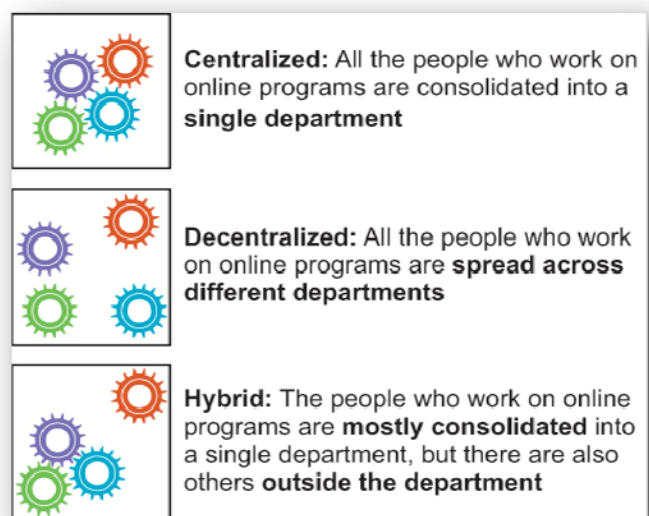 Centralized: All the people who work on
online programs are consolidated into a
single department
Decentralized: All the people who work
on online programs are spread across
different departments
Hybrid: The people who work on online
programs are mostly consolidated into
a single department, but there are also
others outside the department